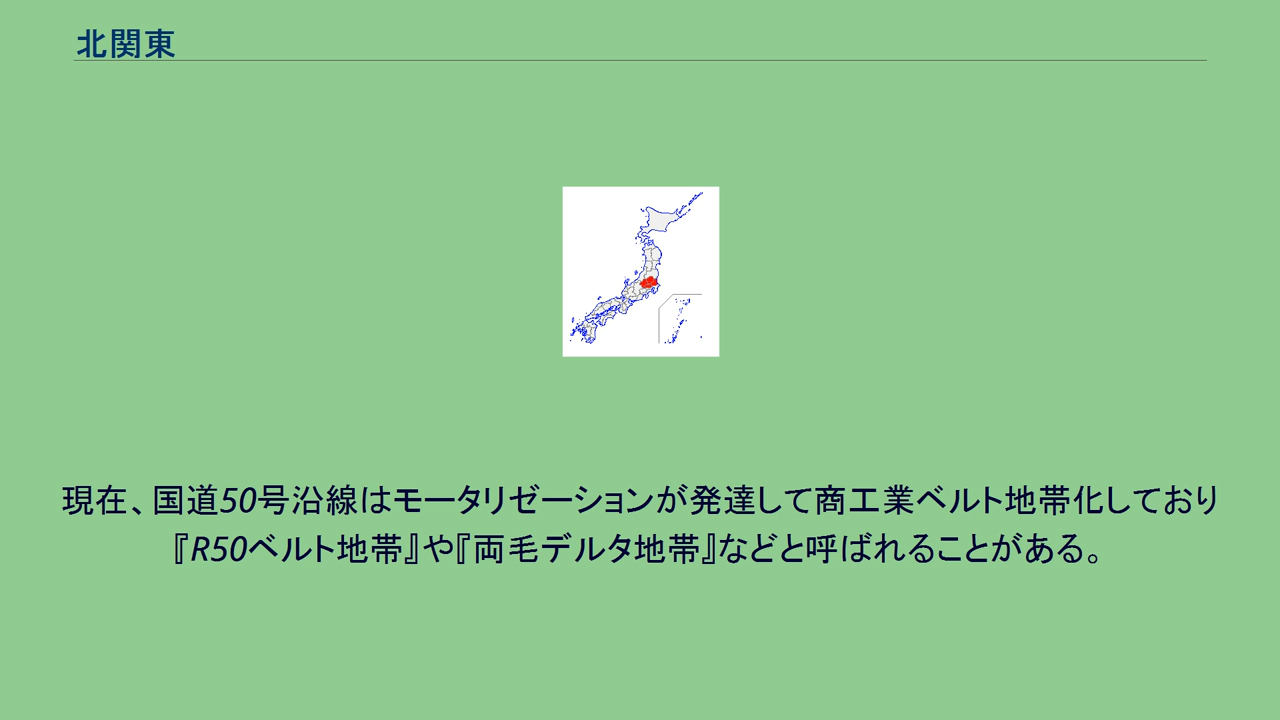 北関東
現在、国道50号沿線はモータリゼーションが発達して商工業ベルト地帯化しており
『R50ベルト地帯』や『両毛デルタ地帯』などと呼ばれることがある。